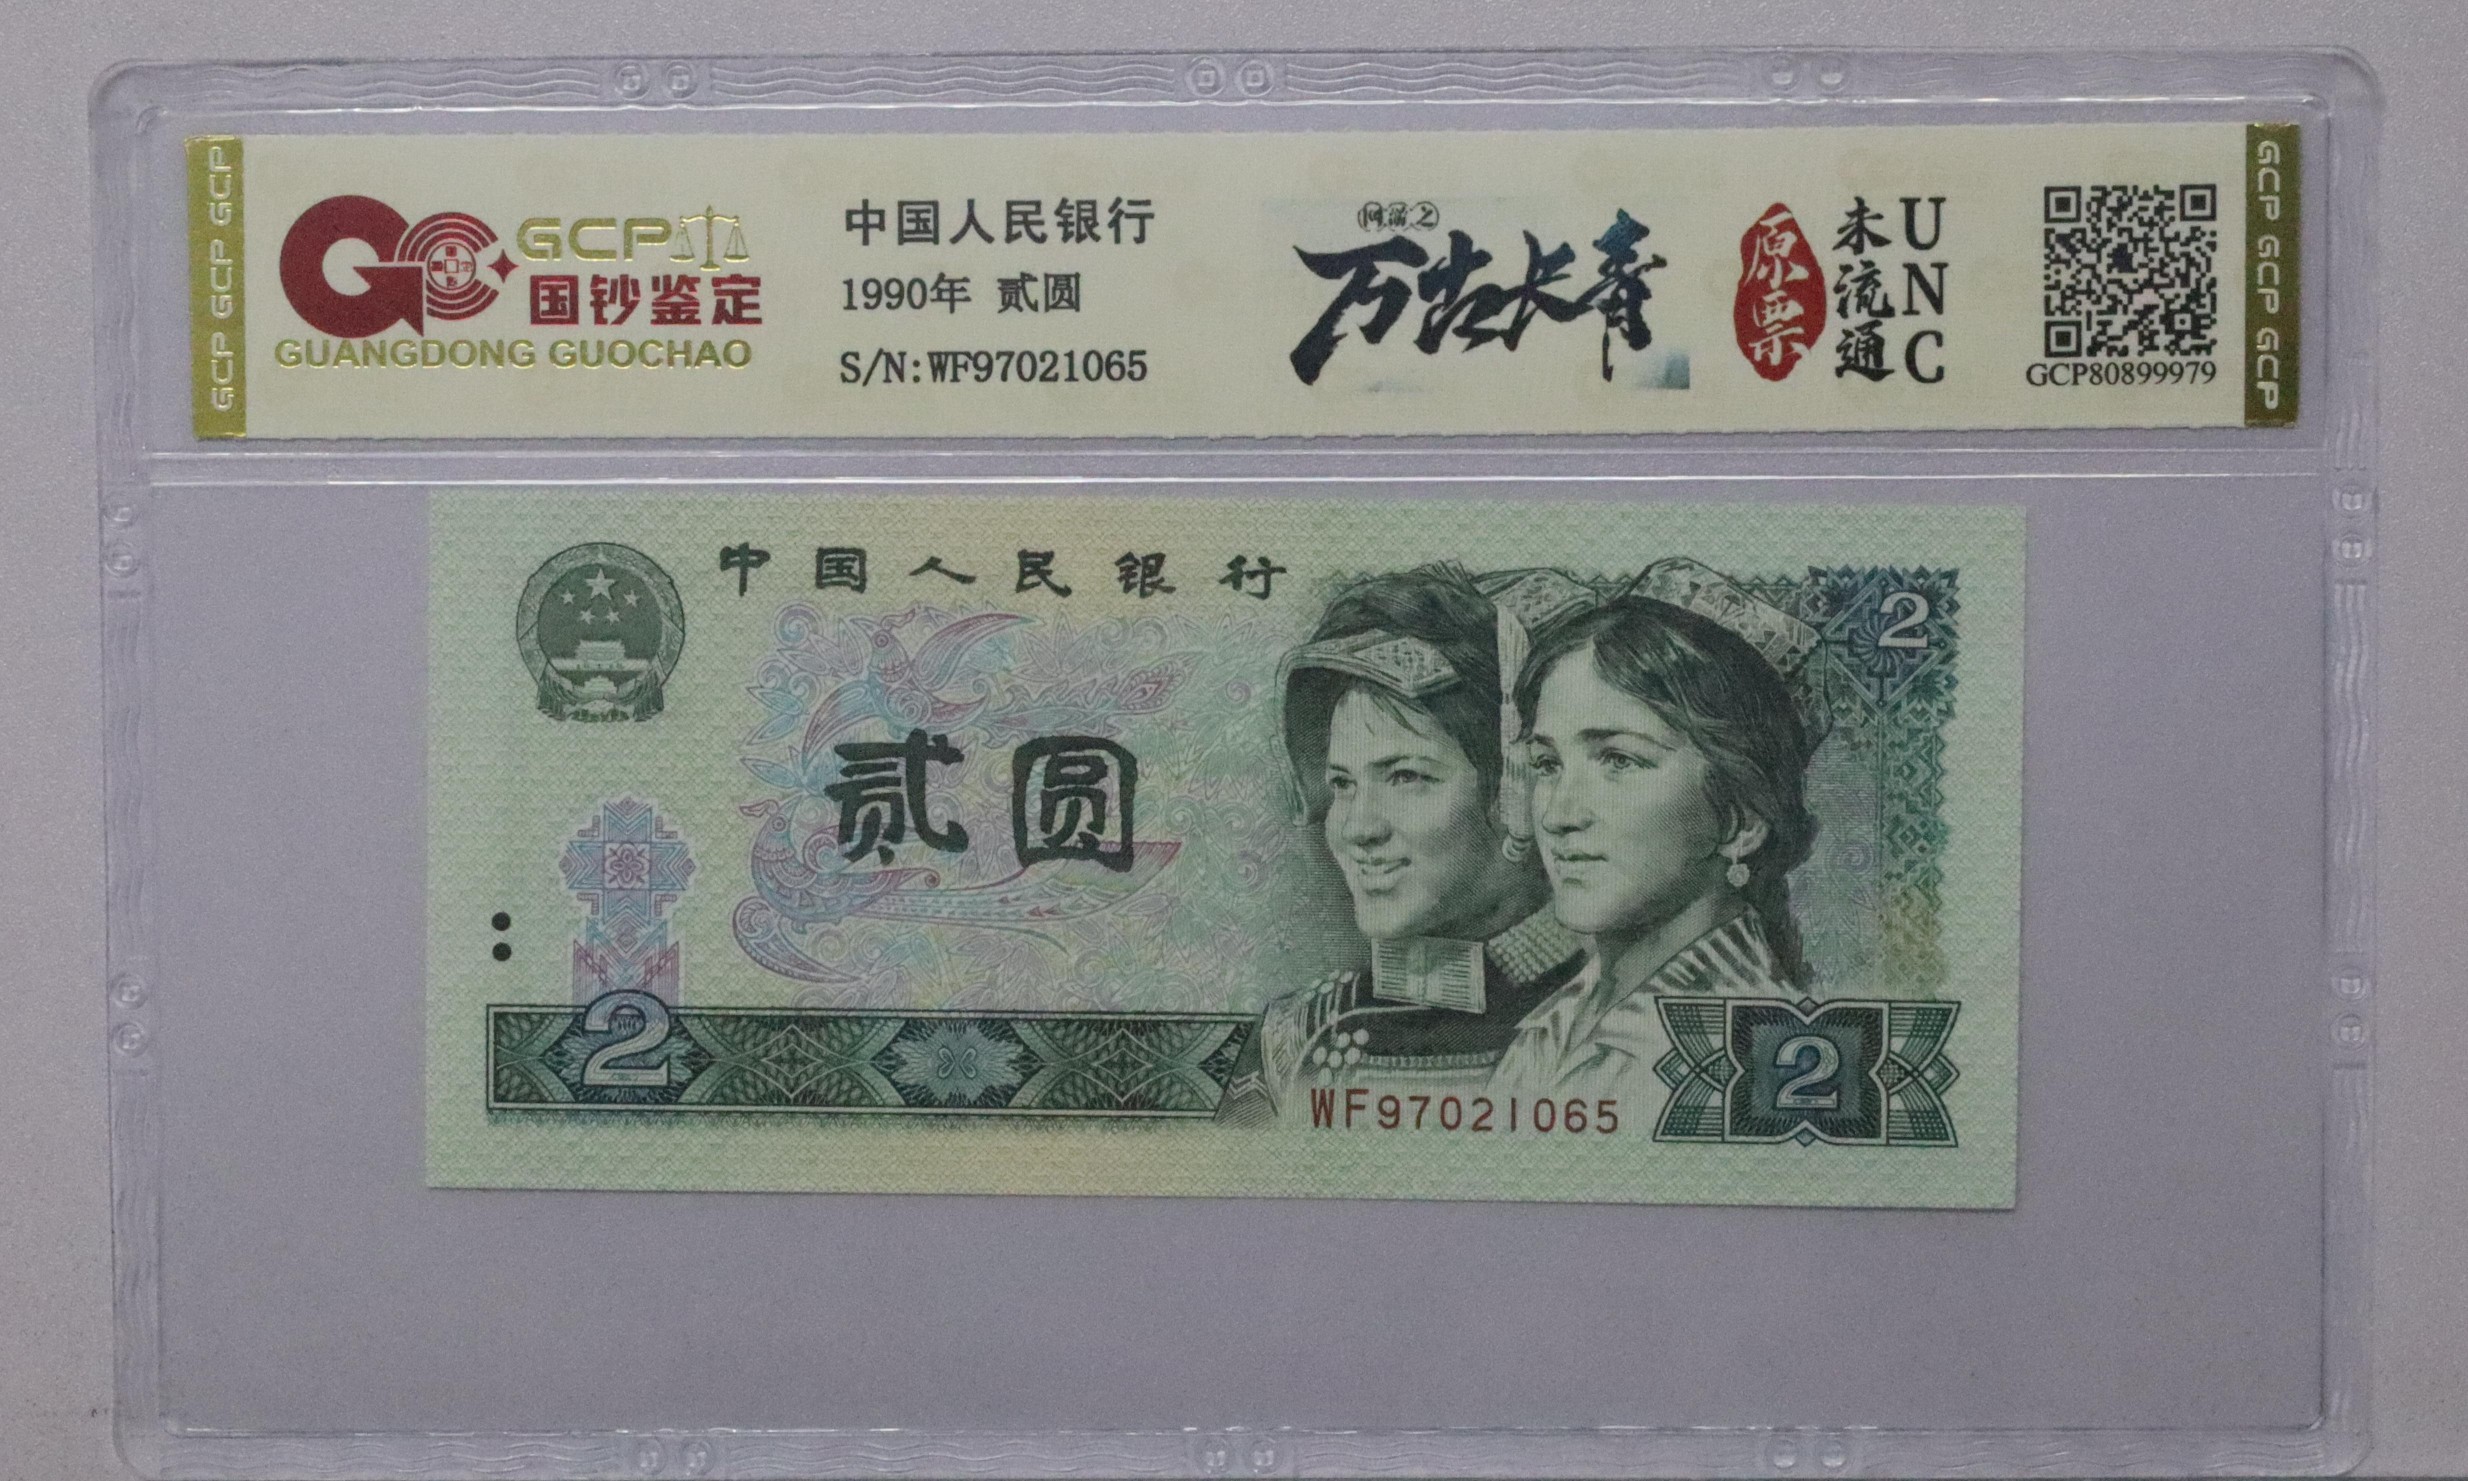 GCP GCP GCP
GCP
国钞鉴定
GUANGDONG GUOCHAO
中国人民银行
1990年 贰圆
S/N:WF97021065
万古长青
原票
未流通
UNC
GCP80899979
GCP GCP GCP
中国人民银行
2
贰圆
2
2
WF97021065